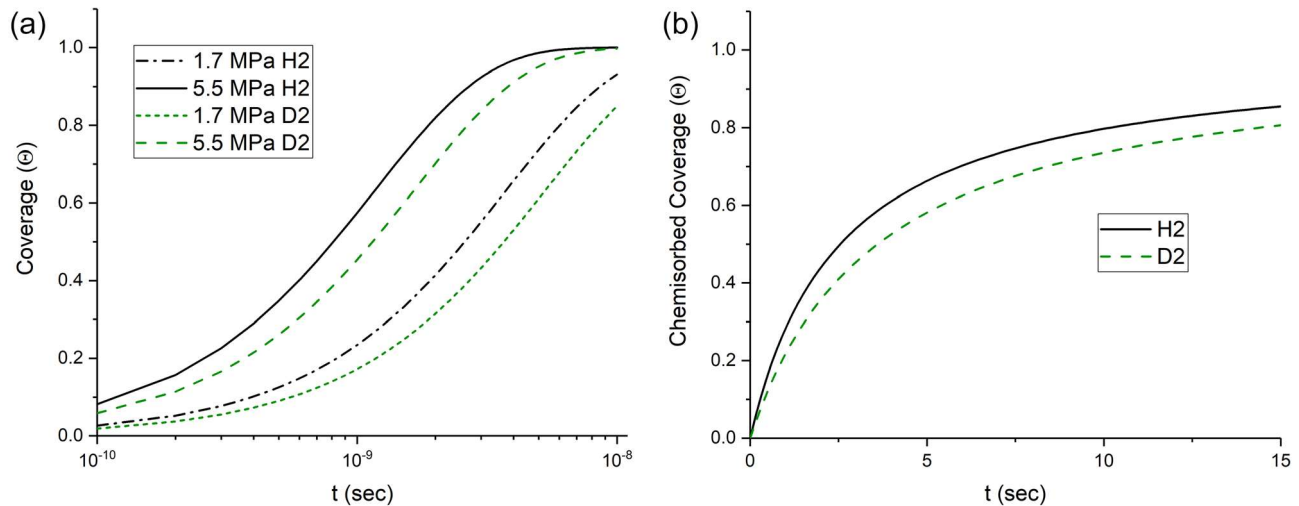 (a)
1.7 MPa H2
5.5 MPa H2
1.7 MPa D2
5.5 MPa D2
Coverage (Θ)
1.0
0.8
0.6
0.4
0.2
0.0
10⁻¹⁰
10⁻⁹
10⁻⁸
t (sec)
(b)
H2
D2
Chemisorbed Coverage (Θ)
1.0
0.8
0.6
0.4
0.2
0.0
0
5
10
15
t (sec)